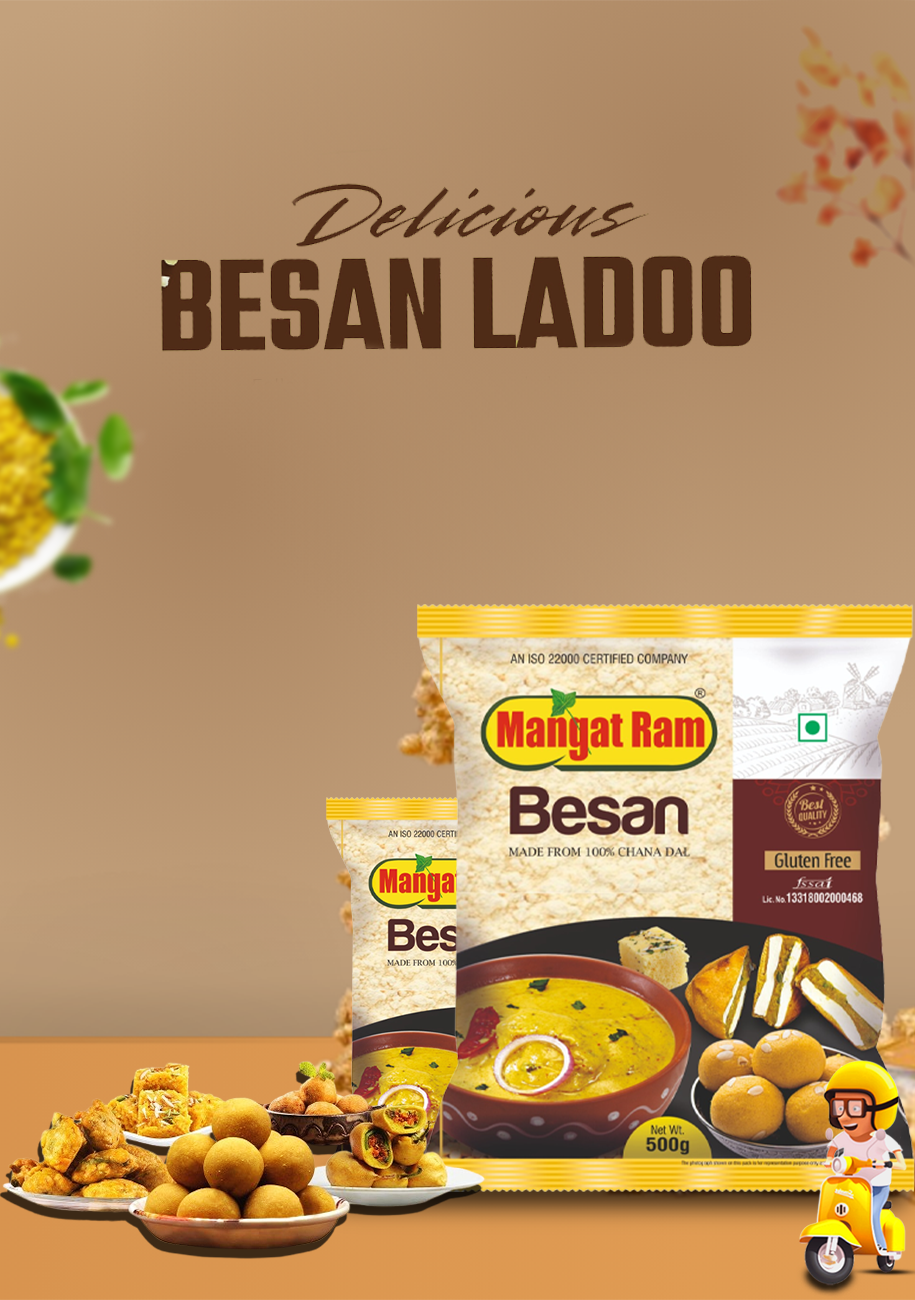 Delicious
BESAN LADOO
AN ISO 22000 CERTIFIED COMPANY
Mangat Ram®
Besan
MADE FROM 100% CHANA DAL
Best
QUALITY
Gluten Free
fssai
Lic. No.13318002000468
Net Wt.
500g
AN ISO 22000 CERTI
Manga
Bes
MADE FROM 100%